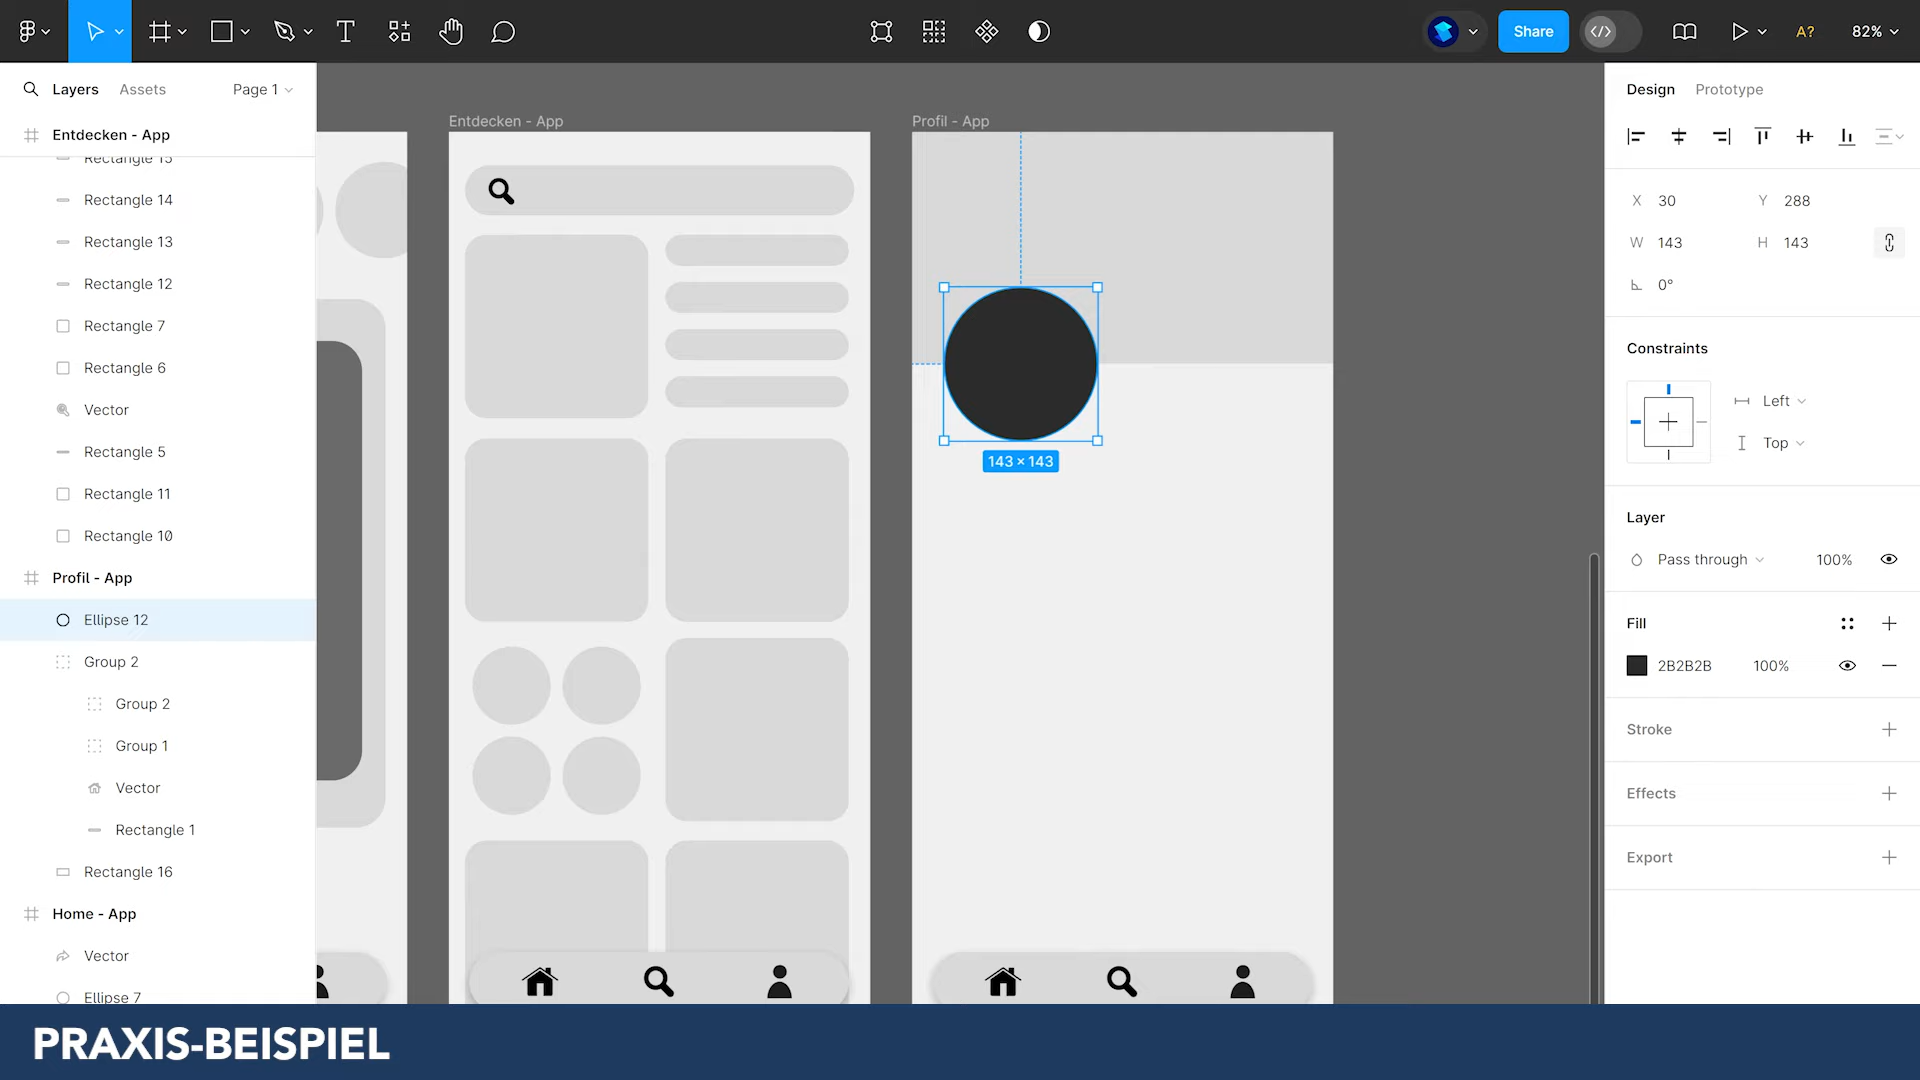 Share
A?
82%
Layers
Assets
Page 1
Entdecken - App
Rectangle 15
Rectangle 14
Rectangle 13
Rectangle 12
Rectangle 7
Rectangle 6
Vector
Rectangle 5
Rectangle 11
Rectangle 10
Profil - App
Ellipse 12
Group 2
Group 2
Group 1
Vector
Rectangle 1
Rectangle 16
Home - App
Vector
Ellipse 7
Entdecken - App
Profil - App
143 × 143
Design
Prototype
X 30 Y 288
W 143 H 143
0°
Constraints
Left
Top
Layer
Pass through 100%
Fill
2B2B2B 100%
Stroke
Effects
Export
PRAXIS-BEISPIEL